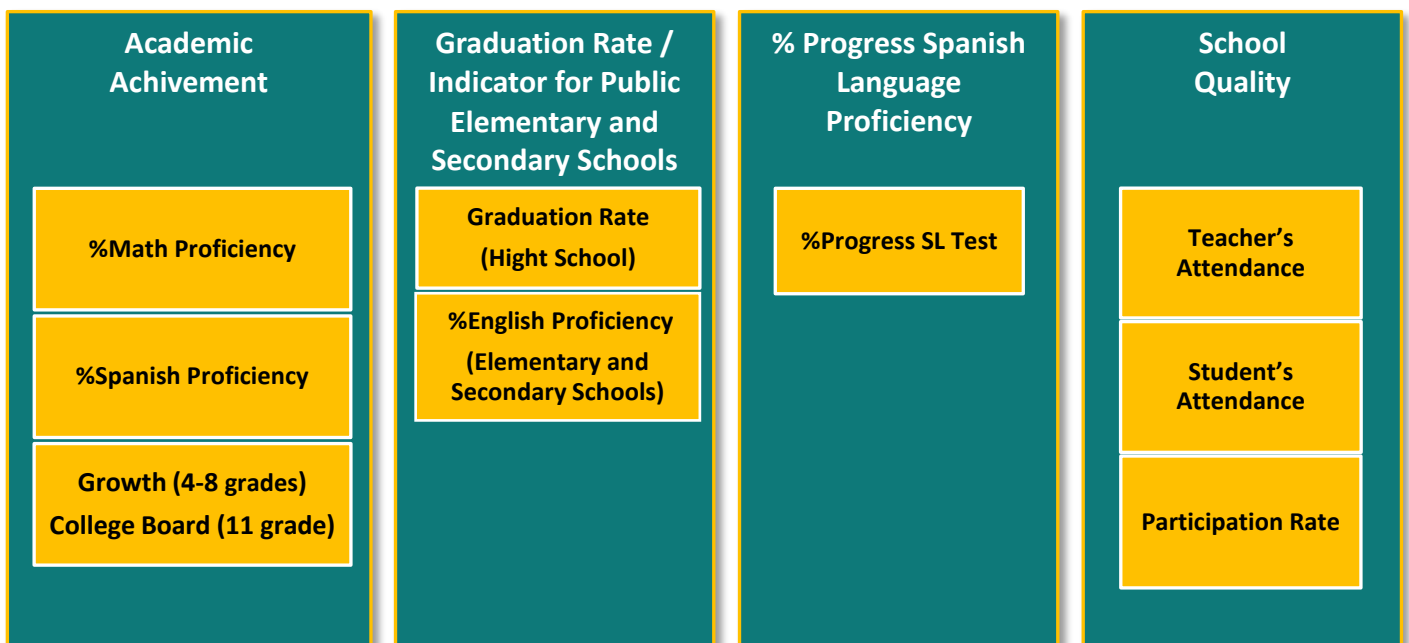 Academic
Achivement
%Math Proficiency
%Spanish Proficiency
Growth (4-8 grades)
College Board (11 grade)
Graduation Rate /
Indicator for Public
Elementary and
Secondary Schools
Graduation Rate
(Hight School)
%English Proficiency
(Elementary and
Secondary Schools)
% Progress Spanish
Language
Proficiency
%Progress SL Test
School
Quality
Teacher’s
Attendance
Student’s
Attendance
Participation Rate